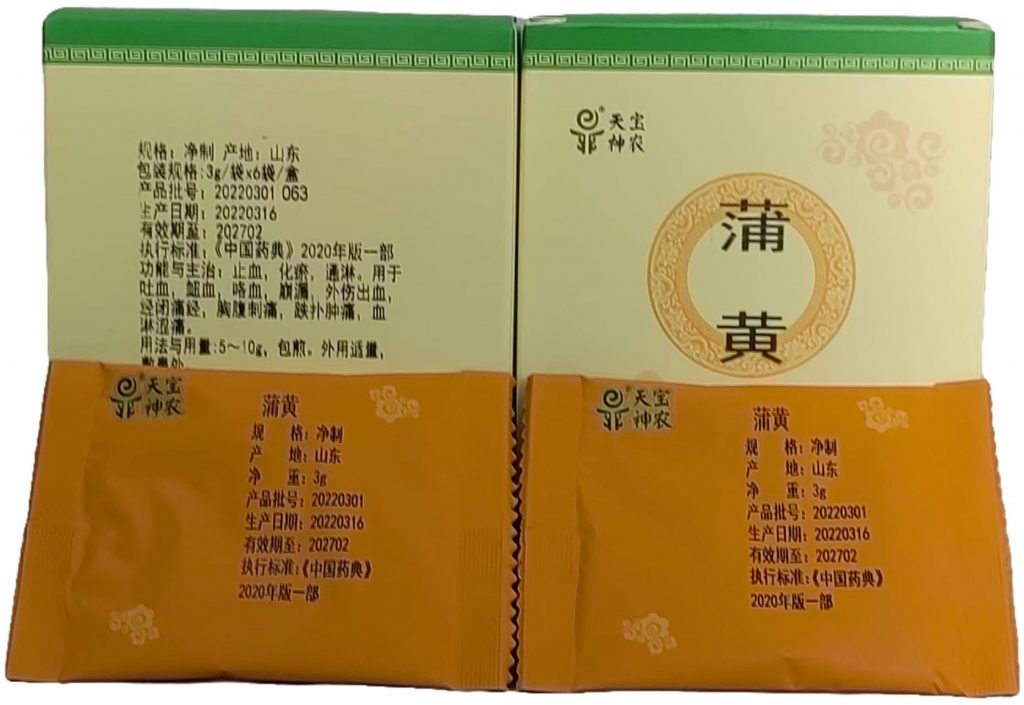 规格：净制 产地：山东
包装规格:3g/袋x6袋/盒
产品批号：20220301 063
生产日期：20220316
有效期至：202702
执行标准：《中国药典》2020年版一部
功能与主治：止血，化瘀，通淋。用于
吐血，衄血，咯血，崩漏，外伤出血，
经闭痛经，胸腹刺痛，跌扑肿痛，血
淋涩痛。
用法与用量:5～10g，包煎。外用适量，
敷患处
天宝
神农
蒲
黄
天宝
神农
蒲黄
规 格：净制
产 地：山东
净 重：3g
产品批号：20220301
生产日期：20220316
有效期至：202702
执行标准：《中国药典》
2020年版一部
天宝
神农
蒲黄
规 格：净制
产 地：山东
净 重：3g
产品批号：20220301
生产日期：20220316
有效期至：202702
执行标准：《中国药典》
2020年版一部